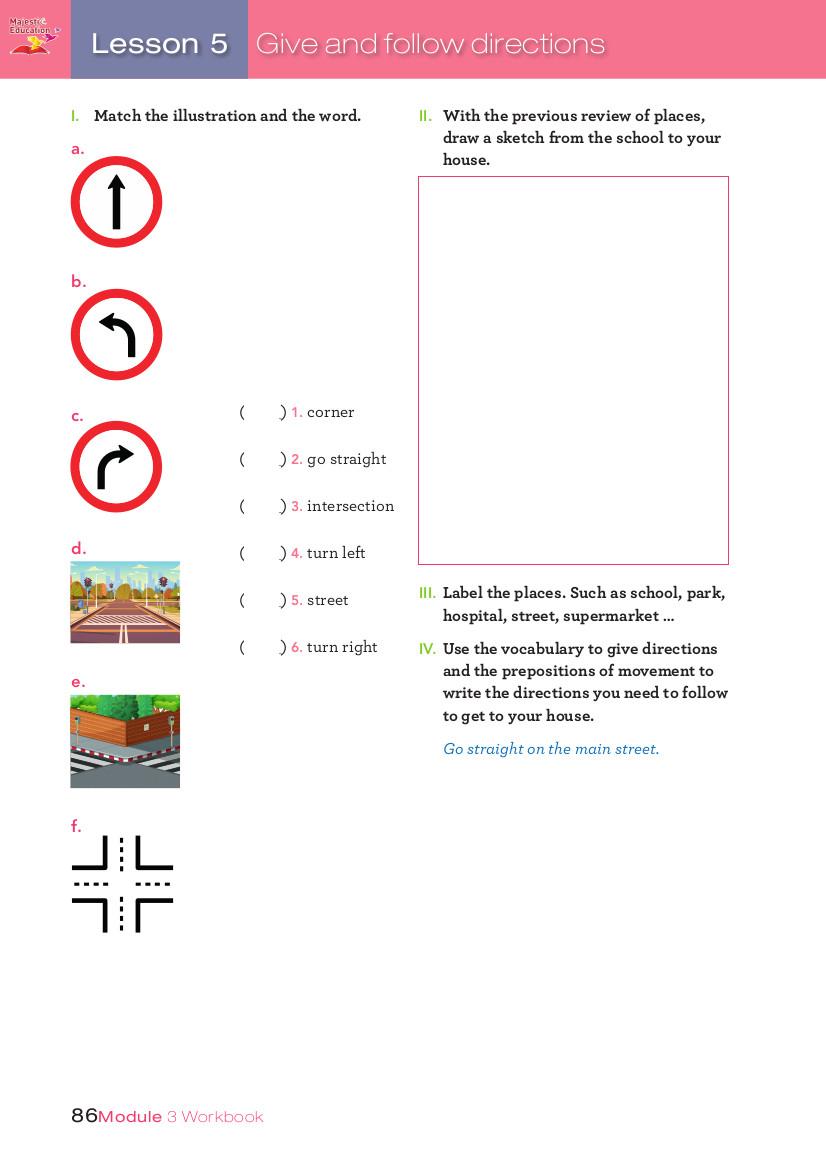 Majestic
Education
Lesson 5
Give and follow directions
I. Match the illustration and the word.
a.
b.
c.
d.
e.
f.
( ) 1. corner
( ) 2. go straight
( ) 3. intersection
( ) 4. turn left
( ) 5. street
( ) 6. turn right
II. With the previous review of places,
draw a sketch from the school to your
house.
III. Label the places. Such as school, park,
hospital, street, supermarket ...
IV. Use the vocabulary to give directions
and the prepositions of movement to
write the directions you need to follow
to get to your house.
Go straight on the main street.
86Module 3 Workbook